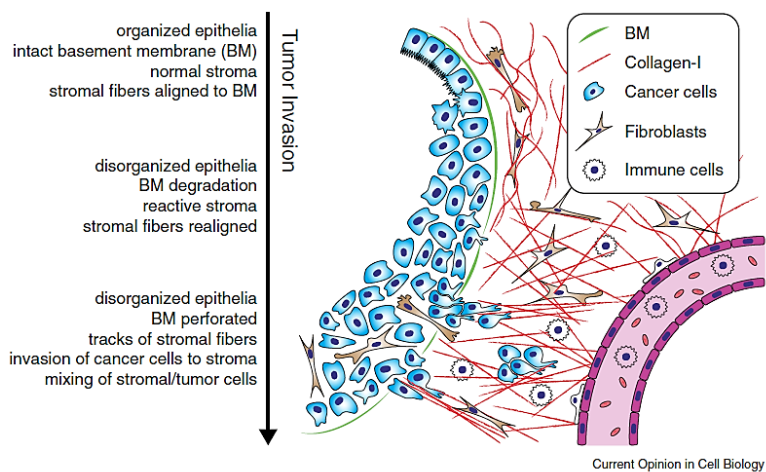 organized epithelia
intact basement membrane (BM)
normal stroma
stromal fibers aligned to BM
disorganized epithelia
BM degradation
reactive stroma
stromal fibers realigned
disorganized epithelia
BM perforated
tracks of stromal fibers
invasion of cancer cells to stroma
mixing of stromal/tumor cells
Tumor Invasion
BM
Collagen-I
Cancer cells
Fibroblasts
Immune cells
Current Opinion in Cell Biology